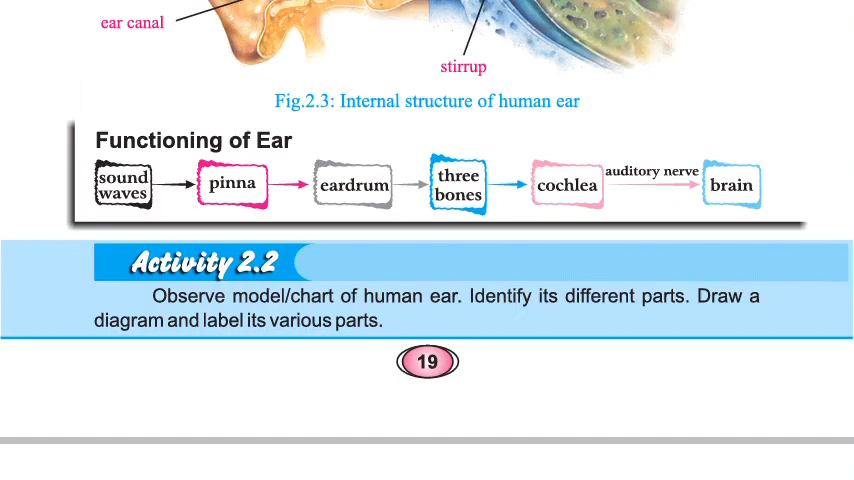 ear canal
stirrup
Fig.2.3: Internal structure of human ear
Functioning of Ear
sound waves
pinna
eardrum
three bones
cochlea
auditory nerve
brain
Activity 2.2
Observe model/chart of human ear. Identify its different parts. Draw a
diagram and label its various parts.
19